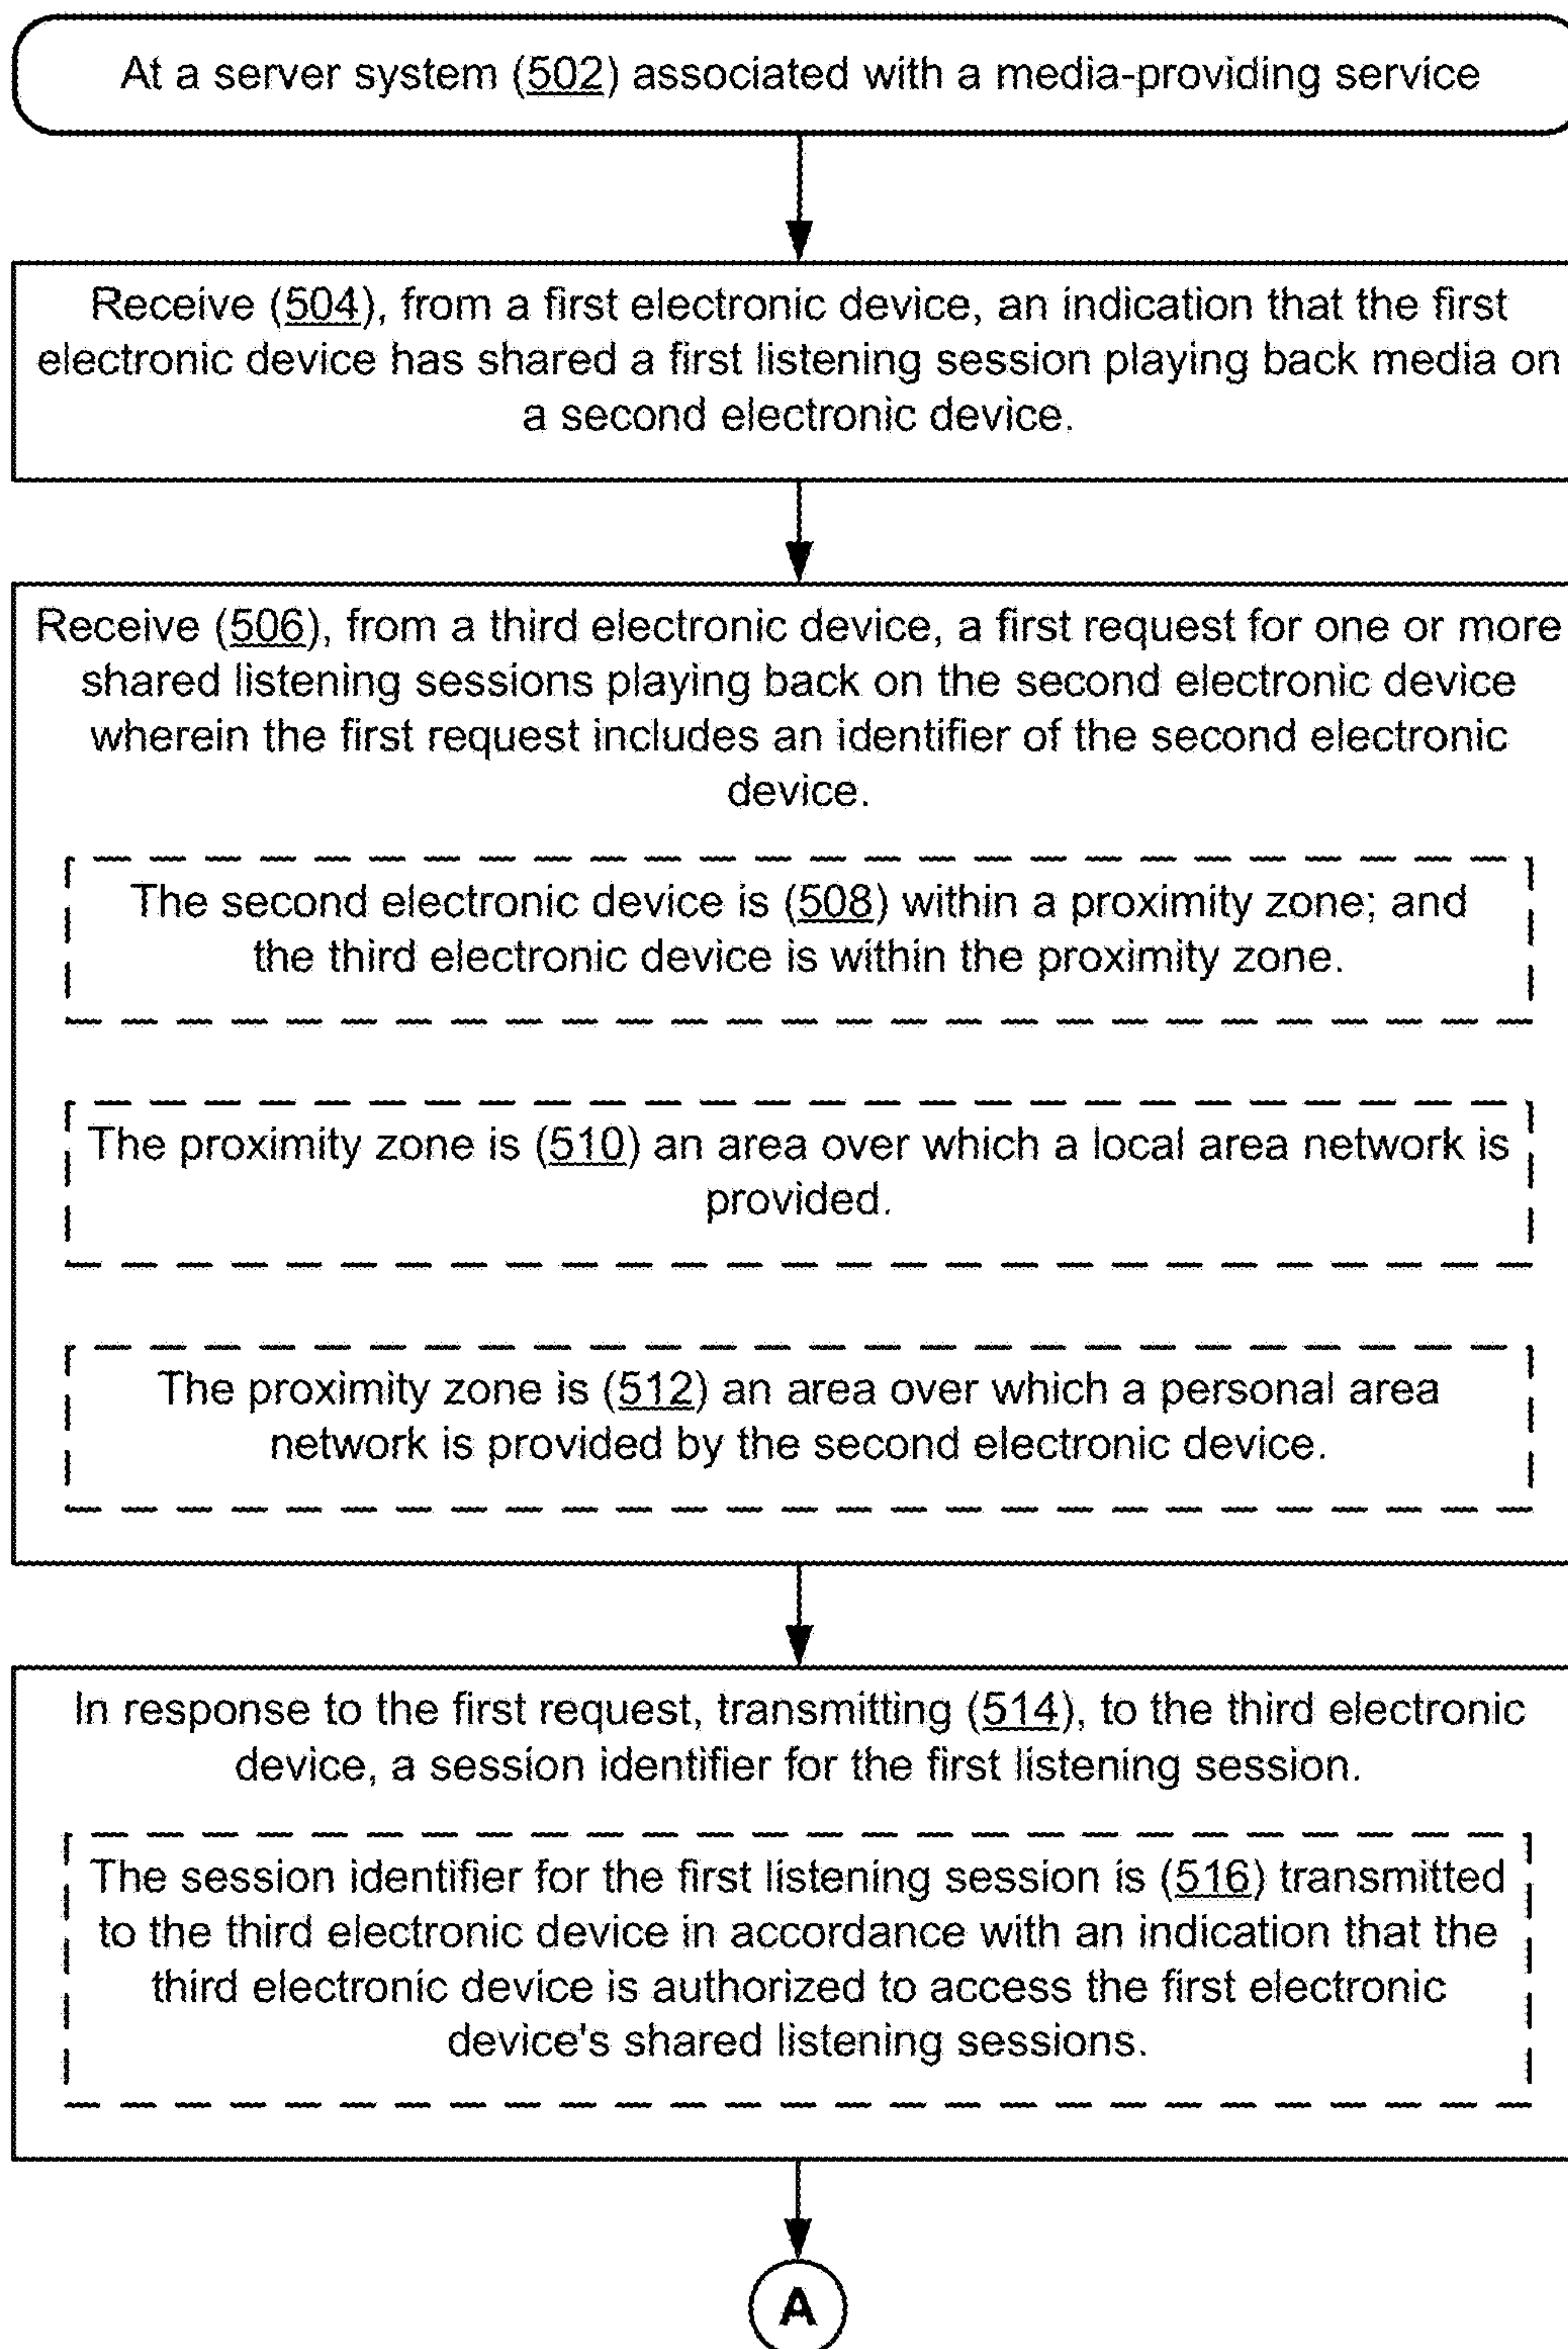 At a server system (502) associated with a media-providing service
Receive (504), from a first electronic device, an indication that the first
electronic device has shared a first listening session playing back media on
a second electronic device.
Receive (506), from a third electronic device, a first request for one or more
shared listening sessions playing back on the second electronic device
wherein the first request includes an identifier of the second electronic
device.
The second electronic device is (508) within a proximity zone; and
the third electronic device is within the proximity zone.
The proximity zone is (510) an area over which a local area network is
provided.
The proximity zone is (512) an area over which a personal area
network is provided by the second electronic device.
In response to the first request, transmitting (514), to the third electronic
device, a session identifier for the first listening session.
The session identifier for the first listening session is (516) transmitted
to the third electronic device in accordance with an indication that the
third electronic device is authorized to access the first electronic
device's shared listening sessions.
A